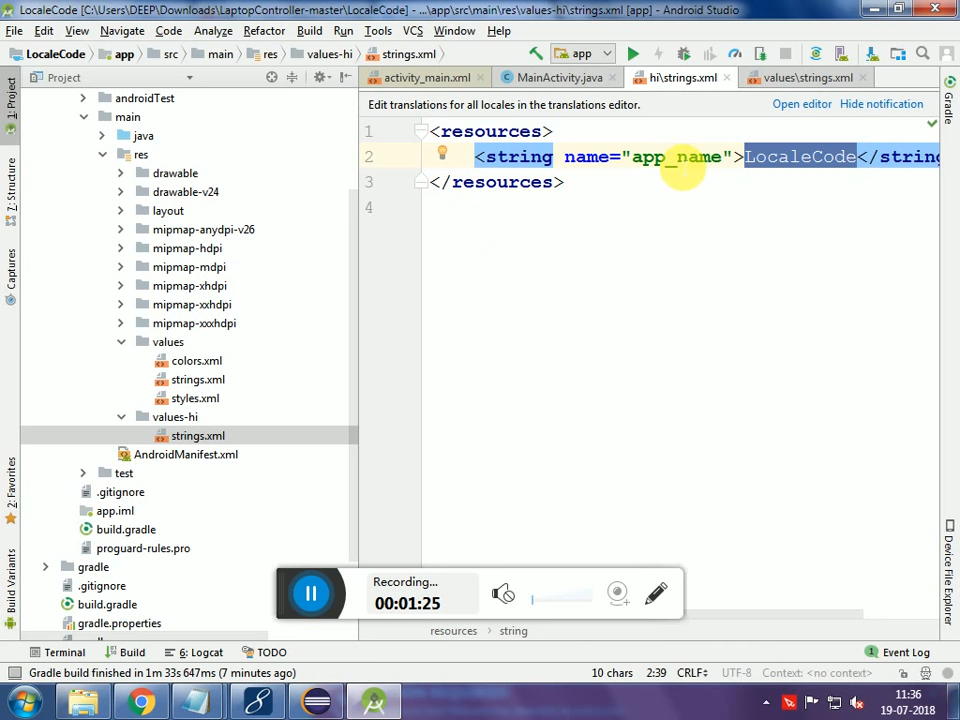 LocaleCode [C:\Users\DEEP\Downloads\LaptopController-master\LocaleCode] - ...\app\src\main\res\values-hi\strings.xml [app] - Android Studio
File Edit View Navigate Code Analyze Refactor Build Run Tools VCS Window Help
LocaleCode app src main res values-hi strings.xml app
1: Project
7: Structure
Captures
2: Favorites
Build Variants
Project
androidTest
main
java
res
drawable
drawable-v24
layout
mipmap-anydpi-v26
mipmap-hdpi
mipmap-mdpi
mipmap-xhdpi
mipmap-xxhdpi
mipmap-xxxhdpi
values
colors.xml
strings.xml
styles.xml
values-hi
strings.xml
AndroidManifest.xml
test
.gitignore
app.iml
build.gradle
proguard-rules.pro
gradle
.gitignore
build.gradle
gradle.properties
activity_main.xml MainActivity.java hi\strings.xml values\strings.xml
Edit translations for all locales in the translations editor. Open editor Hide notification
1 <resources>
2 <string name="app_name">LocaleCode</string
3 </resources>
4
Gradle
Device File Explorer
Recording...
00:01:25
resources string
Terminal Build 6: Logcat TODO 1 Event Log
Gradle build finished in 1m 33s 647ms (7 minutes ago) 10 chars 2:39 CRLF UTF-8 Context: <no context>
11:36
19-07-2018